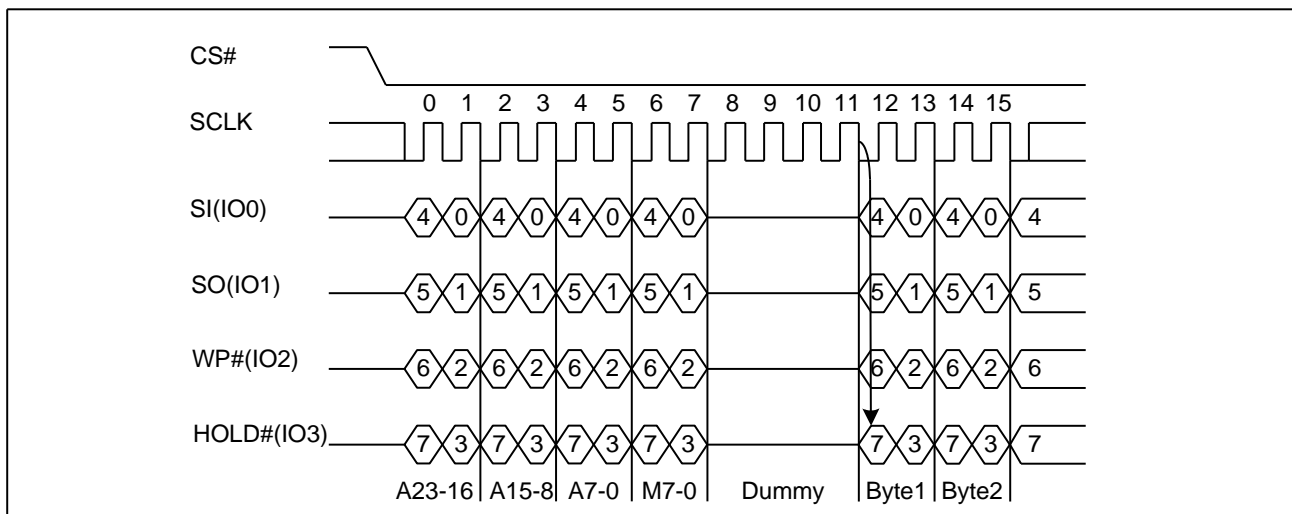 CS#
0 1 2 3 4 5 6 7 8 9 10 11 12 13 14 15
SCLK
SI(IO0) 4 0 4 0 4 0 4 0 4 0 4 0 4
SO(IO1) 5 1 5 1 5 1 5 1 5 1 5 1 5
WP#(IO2) 6 2 6 2 6 2 6 2 6 2 6 2 6
HOLD#(IO3) 7 3 7 3 7 3 7 3 7 3 7 3 7
A23-16 A15-8 A7-0 M7-0 Dummy Byte1 Byte2